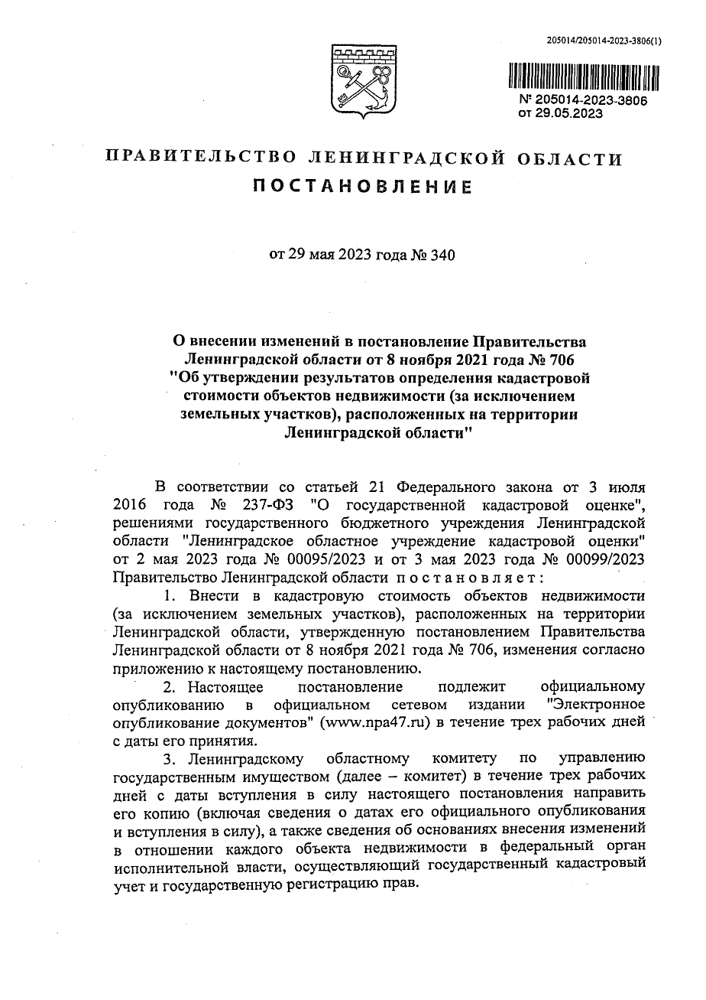 205014/205014-2023-3806(1)
№ 205014-2023-3806
от 29.05.2023
ПРАВИТЕЛЬСТВО ЛЕНИНГРАДСКОЙ ОБЛАСТИ
ПОСТАНОВЛЕНИЕ
от 29 мая 2023 года № 340
О внесении изменений в постановление Правительства
Ленинградской области от 8 ноября 2021 года № 706
"Об утверждении результатов определения кадастровой
стоимости объектов недвижимости (за исключением
земельных участков), расположенных на территории
Ленинградской области"
В соответствии со статьей 21 Федерального закона от 3 июля
2016 года № 237-ФЗ "О государственной кадастровой оценке",
решениями государственного бюджетного учреждения Ленинградской
области "Ленинградское областное учреждение кадастровой оценки"
от 2 мая 2023 года № 00095/2023 и от 3 мая 2023 года № 00099/2023
Правительство Ленинградской области п о с т а н о в л я е т :
1. Внести в кадастровую стоимость объектов недвижимости
(за исключением земельных участков), расположенных на территории
Ленинградской области, утвержденную постановлением Правительства
Ленинградской области от 8 ноября 2021 года № 706, изменения согласно
приложению к настоящему постановлению.
2. Настоящее постановление подлежит официальному
опубликованию в официальном сетевом издании "Электронное
опубликование документов" (www.npa47.ru) в течение трех рабочих дней
с даты его принятия.
3. Ленинградскому областному комитету по управлению
государственным имуществом (далее – комитет) в течение трех рабочих
дней с даты вступления в силу настоящего постановления направить
его копию (включая сведения о датах его официального опубликования
и вступления в силу), а также сведения об основаниях внесения изменений
в отношении каждого объекта недвижимости в федеральный орган
исполнительной власти, осуществляющий государственный кадастровый
учет и государственную регистрацию прав.